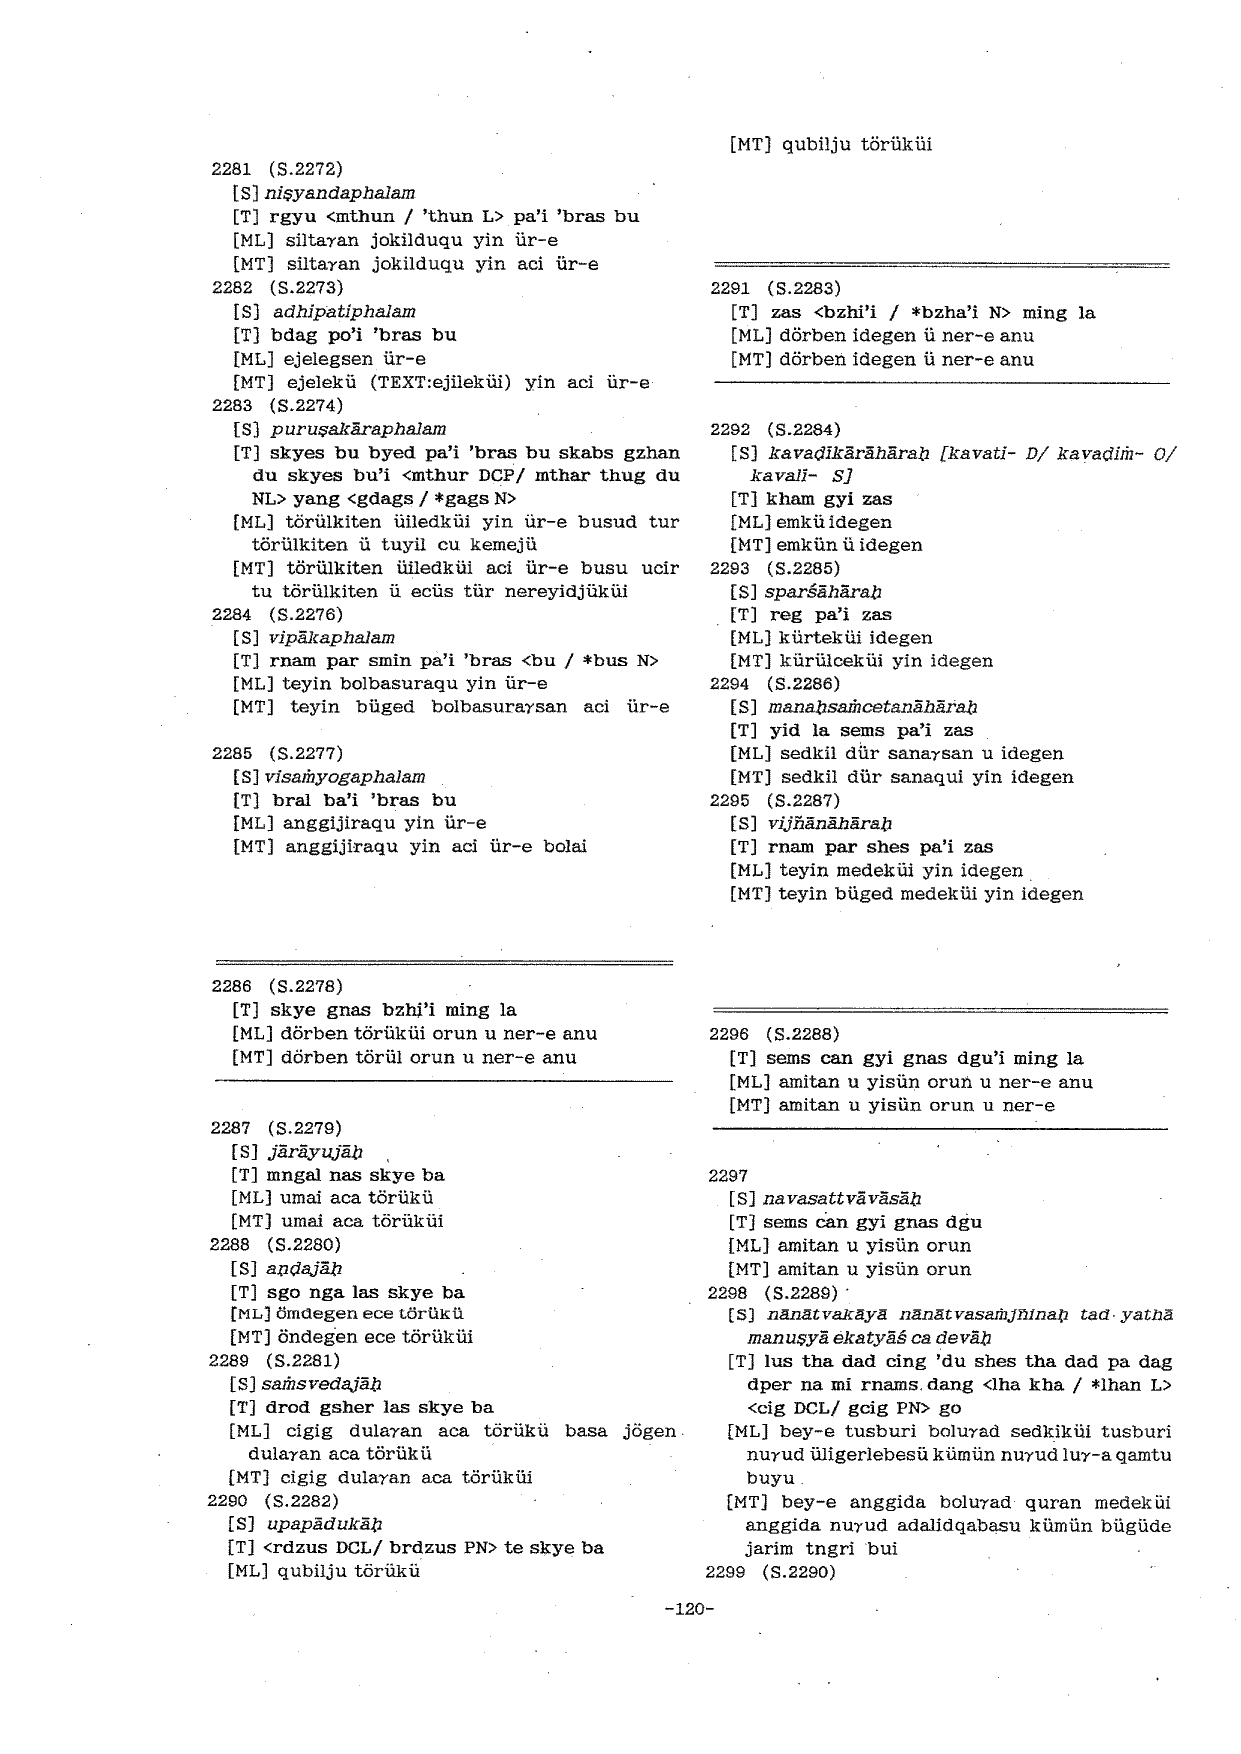 2281 (S.2272)
[S] niṣyandaphalam
[T] rgyu <mthun / 'thun L> pa'i 'bras bu
[ML] siltaγan jokilduqu yin ür-e
[MT] siltaγan jokilduqu yin aci ür-e
2282 (S.2273)
[S] adhipatiphalam
[T] bdag po'i 'bras bu
[ML] ejelegsen ür-e
[MT] ejelekü (TEXT:ejileküi) yin aci ür-e
2283 (S.2274)
[S] puruṣakāraphalam
[T] skyes bu byed pa'i 'bras bu skabs gzhan
du skyes bu'i <mthur DCP/ mthar thug du
NL> yang <gdags / *gags N>
[ML] törülkiten üiledküi yin ür-e busud tur
törülkiten ü tuyil cu kemejü
[MT] törülkiten üiledküi aci ür-e busu ucir
tu törülkiten ü ecüs tür nereyidjüküi
2284 (S.2276)
[S] vipākaphalam
[T] rnam par smin pa'i 'bras <bu / *bus N>
[ML] teyin bolbasuraqu yin ür-e
[MT] teyin büged bolbasuraγsan aci ür-e
2285 (S.2277)
[S] visaṁyogaphalam
[T] bral ba'i 'bras bu
[ML] anggijiraqu yin ür-e
[MT] anggijiraqu yin aci ür-e bolai
2286 (S.2278)
[T] skye gnas bzhi'i ming la
[ML] dörben törüküi orun u ner-e anu
[MT] dörben törül orun u ner-e anu
2287 (S.2279)
[S] jārāyujāḥ
[T] mngal nas skye ba
[ML] umai aca törükü
[MT] umai aca törüküi
2288 (S.2280)
[S] aṇḍajāḥ
[T] sgo nga las skye ba
[ML] ömdegen ece törükü
[MT] öndegen ece törüküi
2289 (S.2281)
[S] saṁsvedajāḥ
[T] drod gsher las skye ba
[ML] cigig dulaγan aca törükü basa jögen
dulaγan aca törükü
[MT] cigig dulaγan aca törüküi
2290 (S.2282)
[S] upapādukāḥ
[T] <rdzus DCL/ brdzus PN> te skye ba
[ML] qubilju törükü
[MT] qubilju törüküi
2291 (S.2283)
[T] zas <bzhi'i / *bzha'i N> ming la
[ML] dörben idegen ü ner-e anu
[MT] dörben idegen ü ner-e anu
2292 (S.2284)
[S] kavaḍīkārāhāraḥ [kavati- D/ kavaḍiṁ- O/
kavalī- S]
[T] kham gyi zas
[ML] emkü idegen
[MT] emkün ü idegen
2293 (S.2285)
[S] sparśāhāraḥ
[T] reg pa'i zas
[ML] kürteküi idegen
[MT] kürülceküi yin idegen
2294 (S.2286)
[S] manaḥsaṁcetanāhāraḥ
[T] yid la sems pa'i zas
[ML] sedkil dür sanaγsan u idegen
[MT] sedkil dür sanaqui yin idegen
2295 (S.2287)
[S] vijñānāhāraḥ
[T] rnam par shes pa'i zas
[ML] teyin medeküi yin idegen
[MT] teyin büged medeküi yin idegen
2296 (S.2288)
[T] sems can gyi gnas dgu'i ming la
[ML] amitan u yisün orun u ner-e anu
[MT] amitan u yisün orun u ner-e
2297
[S] navasattvāvāsāḥ
[T] sems can gyi gnas dgu
[ML] amitan u yisün orun
[MT] amitan u yisün orun
2298 (S.2289)
[S] nānātvakāyā nānātvasaṁjñinaḥ tad yathā
manuṣyā ekatyāś ca devāḥ
[T] lus tha dad cing 'du shes tha dad pa dag
dper na mi rnams dang <lha kha / *lhan L>
<cig DCL/ gcig PN> go
[ML] bey-e tusburi boluγad sedkiküi tusburi
nuγud üligerlebesü kümün nuγud luγ-a qamtu
buyu
[MT] bey-e anggida boluγad quran medeküi
anggida nuγud adalidqabasu kümün bügüde
jarim tngri bui
2299 (S.2290)
-120-